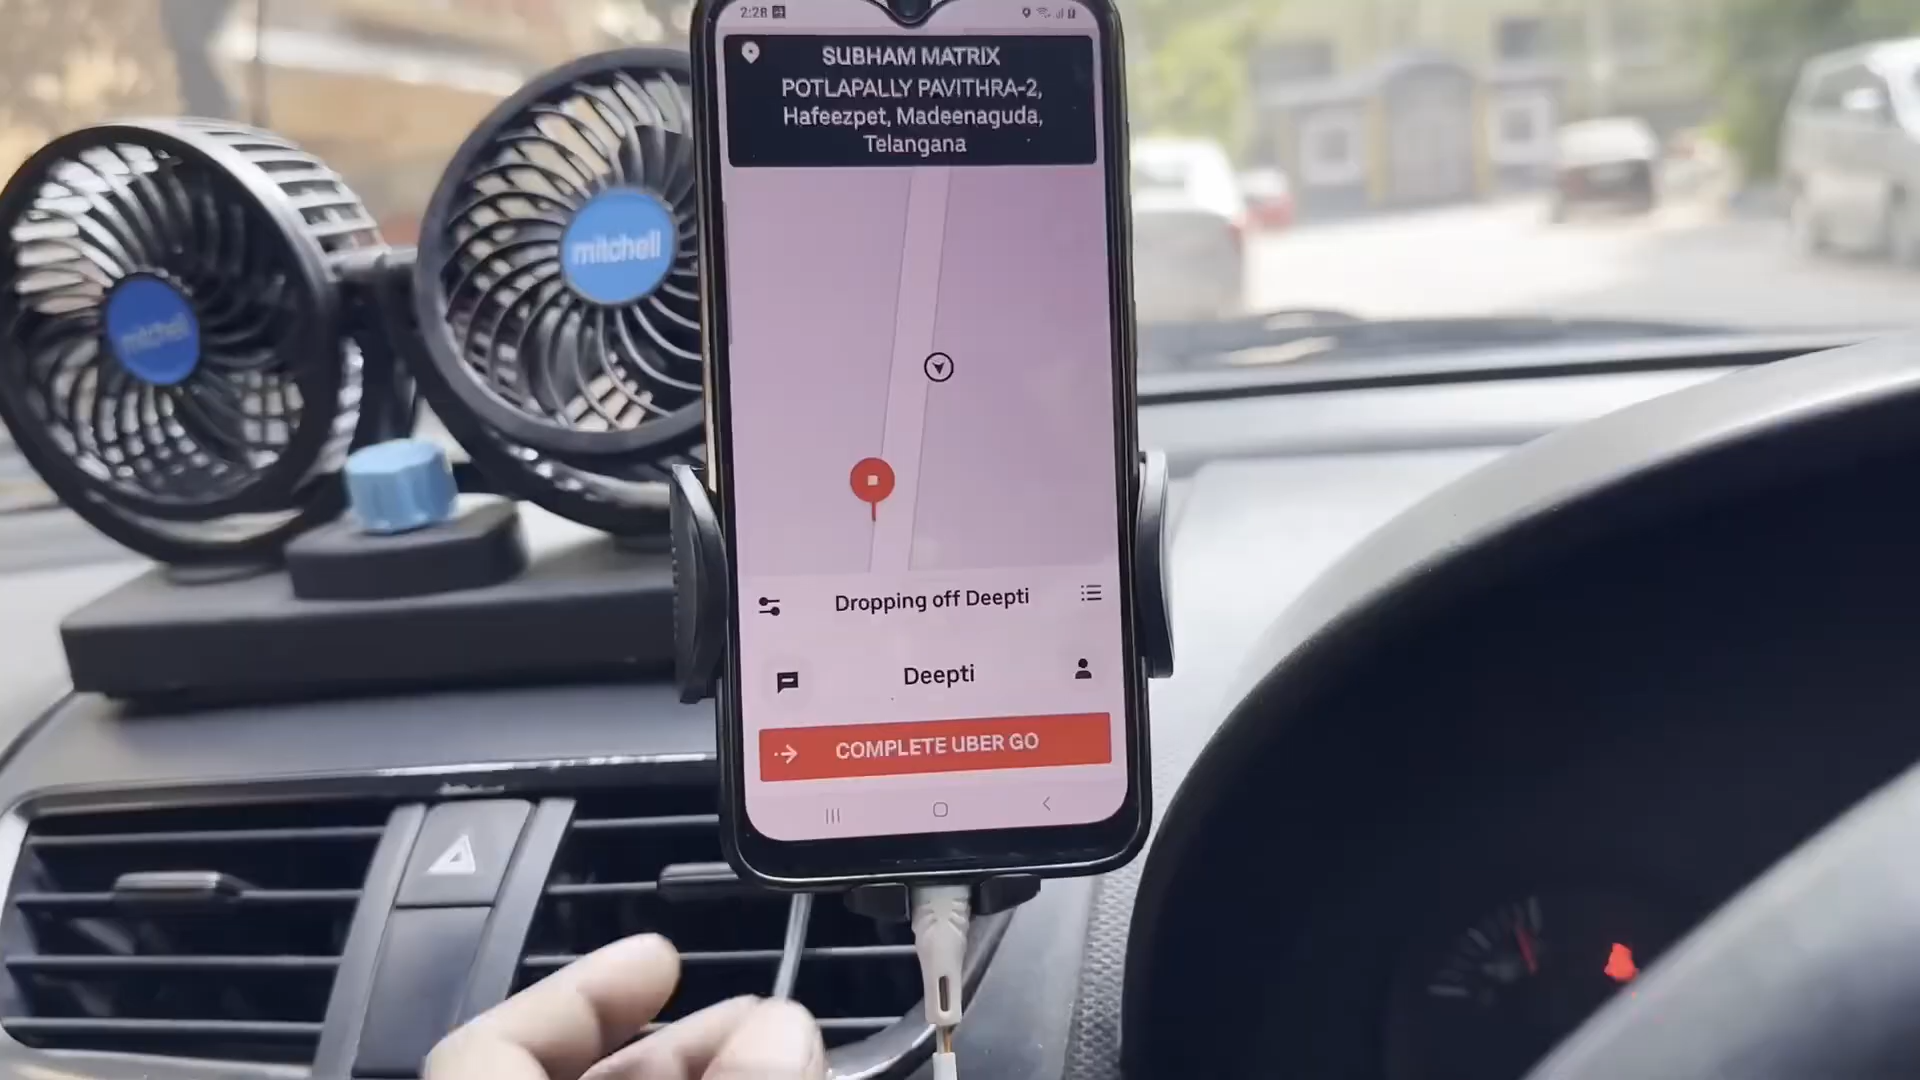 2:28
SUBHAM MATRIX
POTLAPALLY PAVITHRA-2,
Hafeezpet, Madeenaguda,
Telangana
mitchell
mitchell
Dropping off Deepti
Deepti
COMPLETE UBER GO